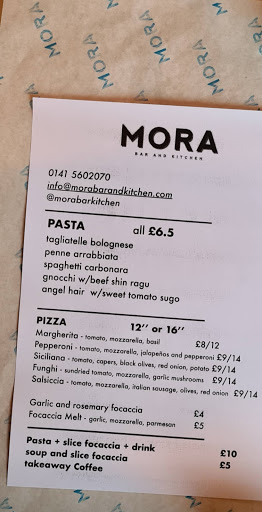 MORA
BAR AND KITCHEN
0141 5602070
info@morabarandkitchen.com
@morabarkitchen
PASTA all £6.5
tagliatelle bolognese
penne arrabbiata
spaghetti carbonara
gnocchi w/beef shin ragu
angel hair w/sweet tomato sugo
PIZZA 12’’ or 16’’
Margherita - tomato, mozzarella, basil £8/12
Pepperoni - tomato, mozzarella, jalapeños and pepperoni £9/14
Siciliana - tomato, capers, black olives, red onion, potato £9/14
Funghi - sundried tomato, mozzarella, garlic mushrooms £9/14
Salsiccia - tomato, mozzarella, italian sausage, olives, red onion £9/14
Garlic and rosemary focaccia £4
Focaccia Melt - garlic, mozzarella, parmesan £5
Pasta + slice focaccia + drink £10
soup and slice focaccia £5
takeaway Coffee
MORA
MORA
MORA
MORA
MORA
MORA